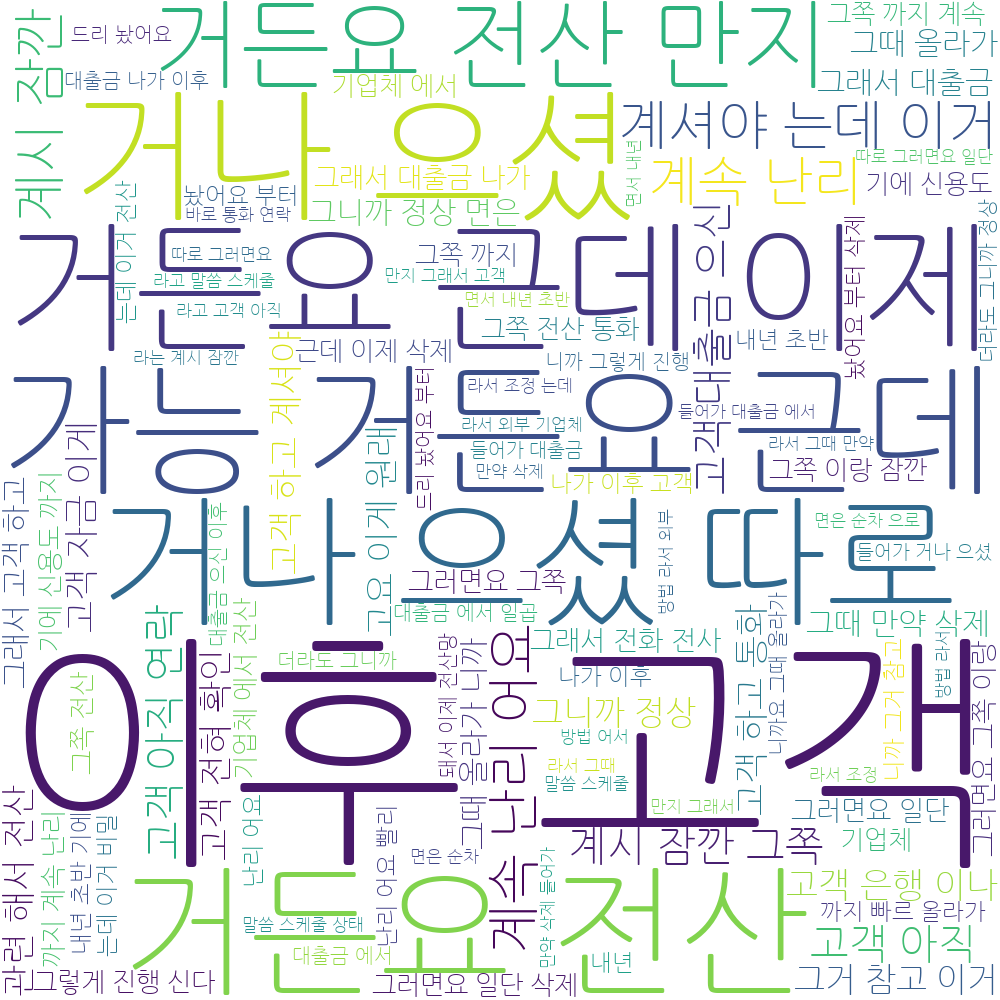 드리 놨어요
거든요 전산 만지
그쪽 까지 계속
그때 올라가
잠깐
대출금 나가 이후
기업체 에서
그래서 대출금
거나 으셨
계셔야 는데 이거
계시
면서 내년
따로 그러면요 일단
그래서 대출금 나가
계속 난리
기에 신용도
놨어요 부터
바로 통화 연락
그니까 정상 면은
는데 이거 전산
거든요 근데 이제
따로 그러면요
그쪽 까지
대출금 으신
놨어요 부터 삭제
더라도 그니까 정상
라고 말씀 스케줄
만지 그래서 고객
라고 고객 아직
면서 내년 초반
그쪽 전산 통화
내년 초반
라는 계시 잠깐
근데 이제 삭제
니까 그렇게 진행
가능 거든요 근데
고객 하고 계셔야
드리 놨어요 부터
라서 조정 는데
들어가 대출금 에서
고객
라서 외부 기업체
라서 그때 만약
들어가 대출금
만약 삭제
그쪽 이랑 잠깐
나가 이후 고객
고객 자금 이게
그래서 고객 하고
기에 신용도 까지
고요 이게 원래
거나 으셨 따로
대출금 으신 이후
방법 라서 외부
면은 순차 으로
들어가 거나 으셨
그러면요 그쪽
대출금 에서 일곱
그때 만약 삭제
고객 아직 연락
기업체 에서 전산
고객 전혀 확인
그래서 전화 전사
고객 하고 통화
니까요 그때 올라가
이후 고객
그쪽 전산
더라도 그니까
돼서 이제 전산망
그때 올라가 니까
나가 이후
니까 그거 참고
방법 라서
그러면요 그쪽 이랑
그니까 정상
방법 어서
계속 난리 어요
라서 그때
라서 조정
말씀 스케줄
만지 그래서
그러면요 일단
관련 해서 전산
까지 계속 난리
내년 초반 기에
는데 이거 비밀
난리 어요
난리 어요 빨리
면은 순차
계시 잠깐 그쪽
기업체
만약 삭제 들어가
거든요 전산
고객 은행 이나
까지 빠르 올라가
말씀 스케줄 상태
고객 아직
대출금 에서
내년
그렇게 진행 신다
그러면요 일단 삭제
그거 참고 이거